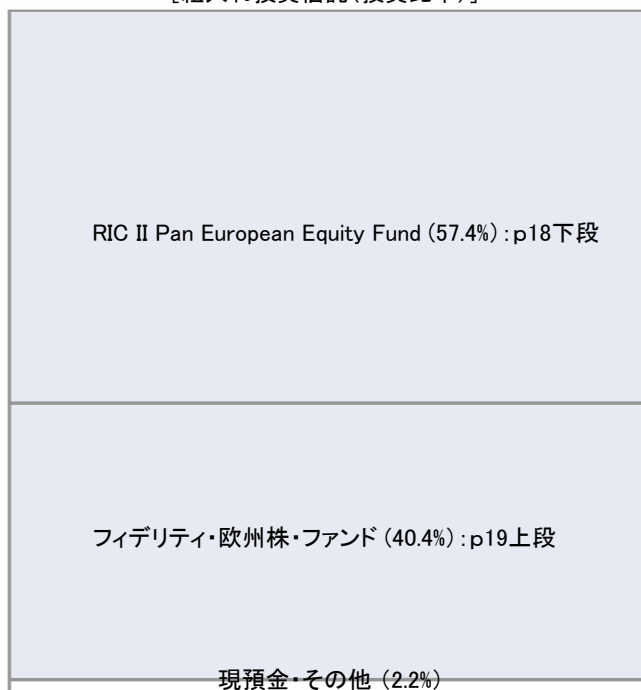 RIC II Pan European Equity Fund (57.4%) :p18下段
フィデリティ・欧州株・ファンド (40.4%) :p19上段
現預金・その他 (2.2%)